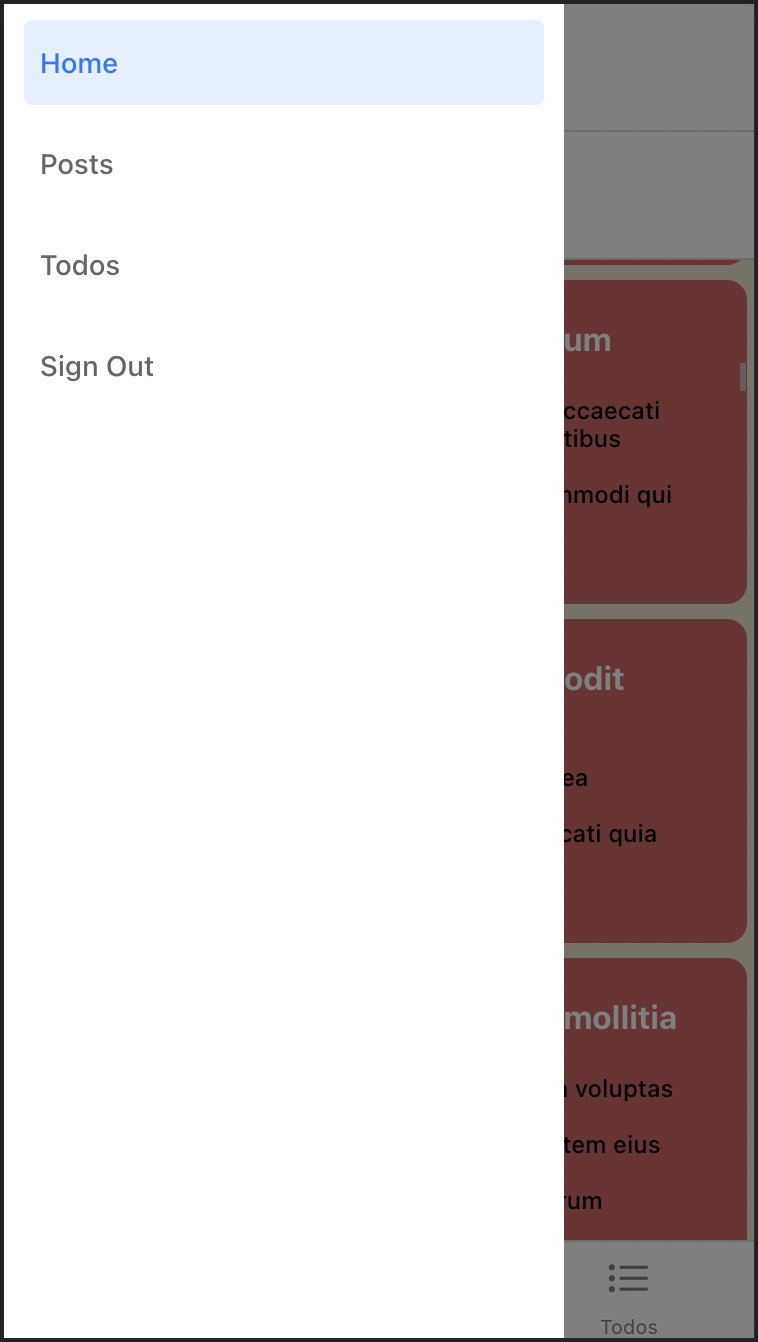 Home
Posts
Todos
Sign Out
um
ccaecati
tibus
mmodi qui
odit
ea
cati quia
mollitia
voluptas
tem eius
rum
Todos